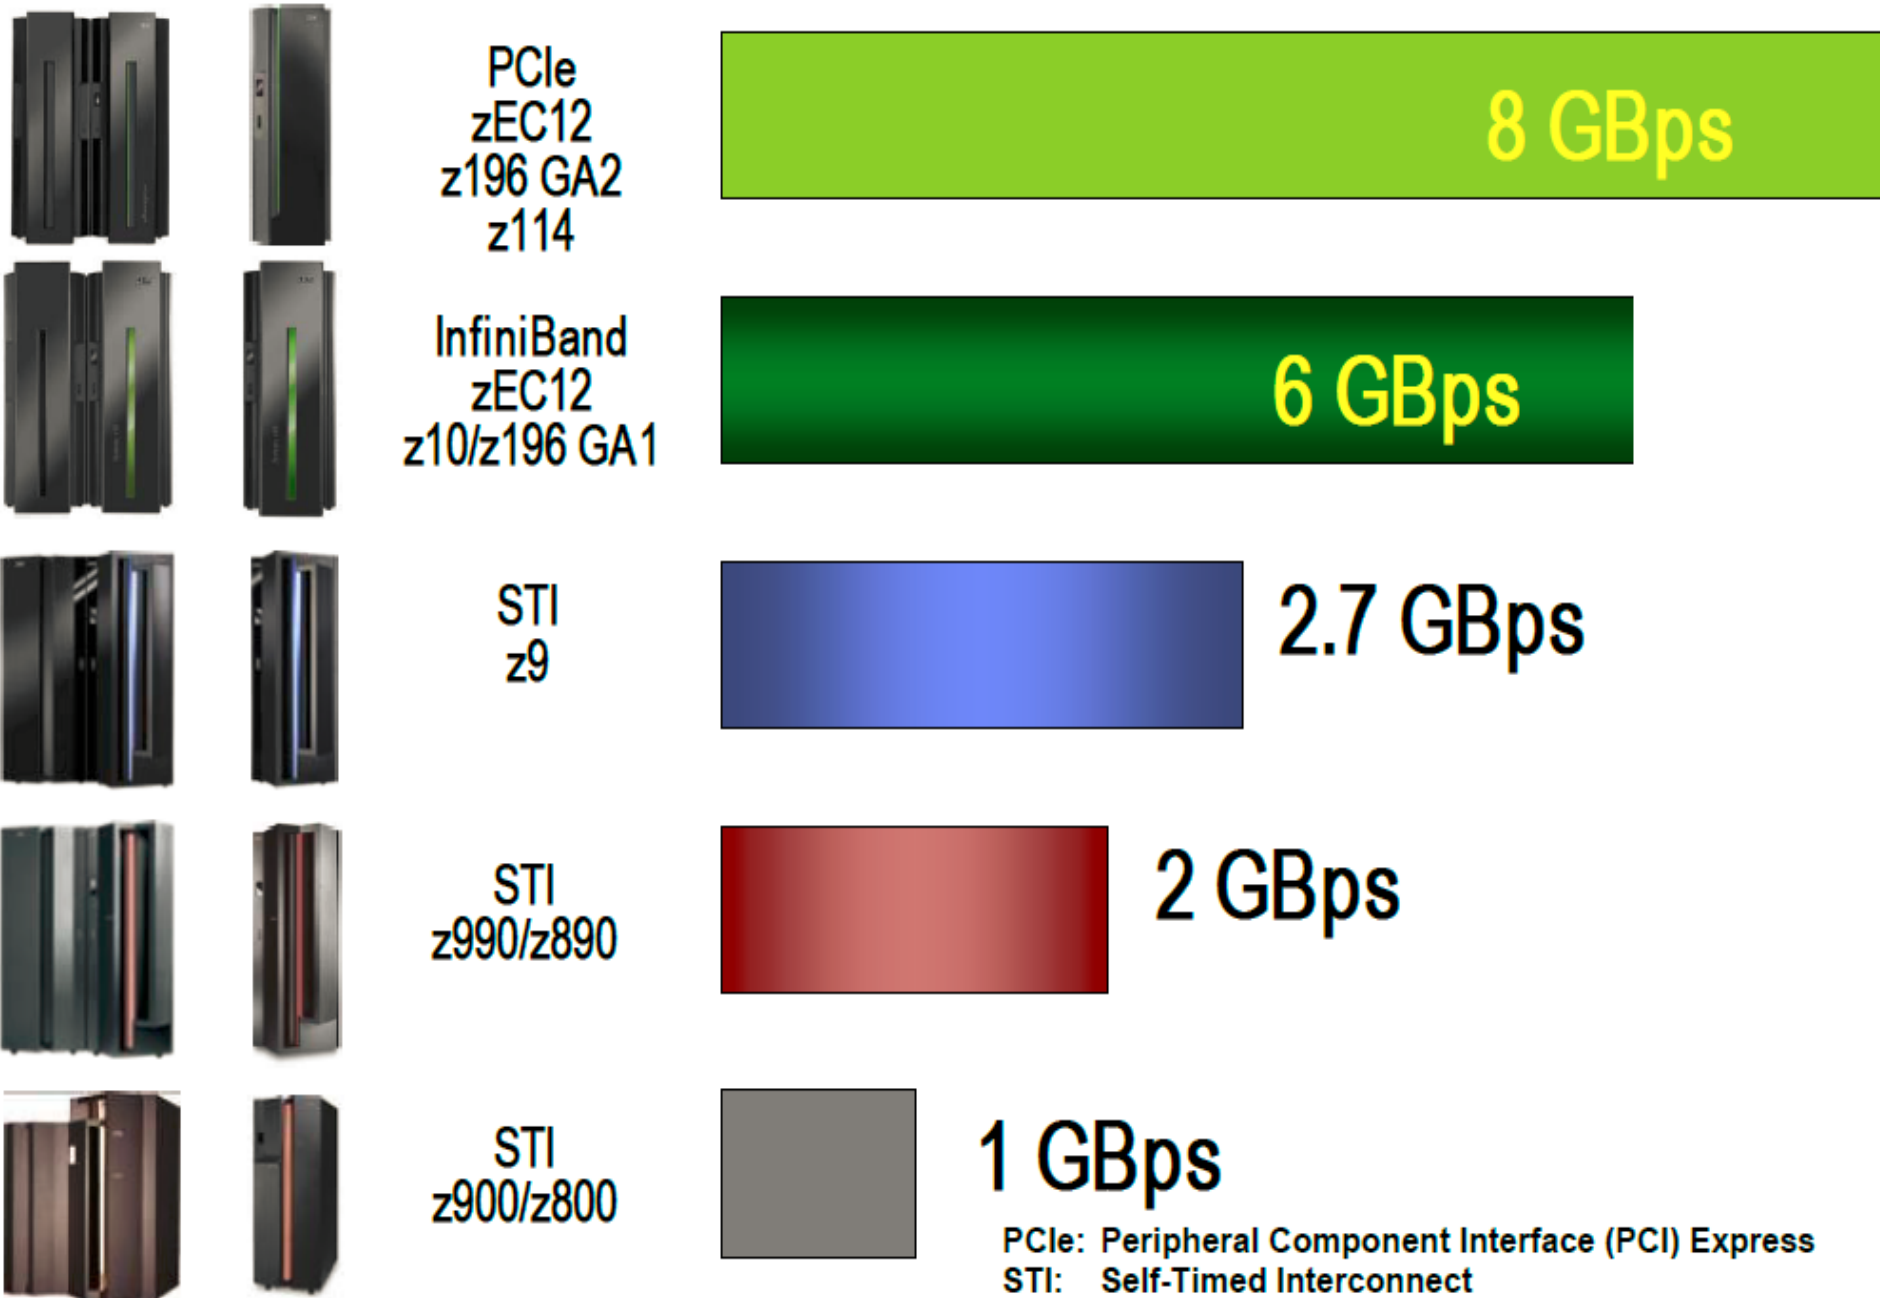 PCIe
zEC12
z196 GA2
z114
8 GBps
InfiniBand
zEC12
z10/z196 GA1
6 GBps
STI
z9
2.7 GBps
STI
z990/z890
2 GBps
STI
z900/z800
1 GBps
PCIe: Peripheral Component Interface (PCI) Express
STI: Self-Timed Interconnect